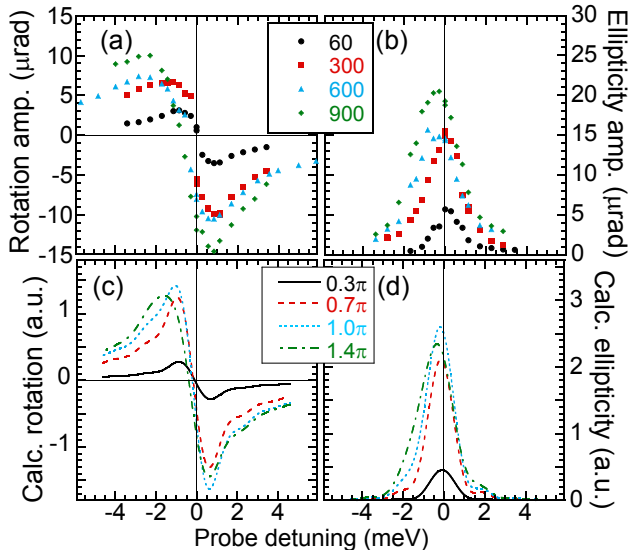 (a)
(b)
60
300
600
900
Rotation amp. (μrad)
15
10
5
0
-5
-10
-15
Ellipticity amp. (μrad)
30
25
20
15
10
5
0
(c)
(d)
0.3π
0.7π
1.0π
1.4π
Calc. rotation (a.u.)
1
0
-1
Calc. ellipticity (a.u.)
3
2
1
0
-4 -2 0 2 4
-4 -2 0 2 4
Probe detuning (meV)